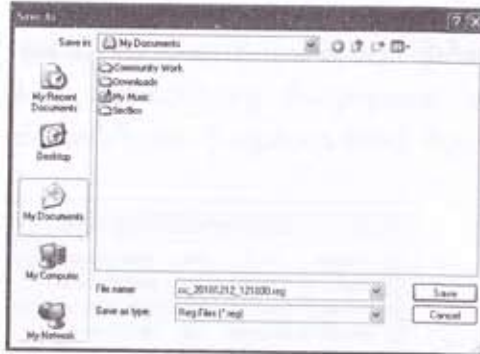 Save As
Save in: My Documents
My Recent Documents
Desktop
My Documents
My Computer
My Network
Community Work
Downloads
My Music
SecBox
File name:
Save as type: Reg Files (*.reg)
Save
Cancel